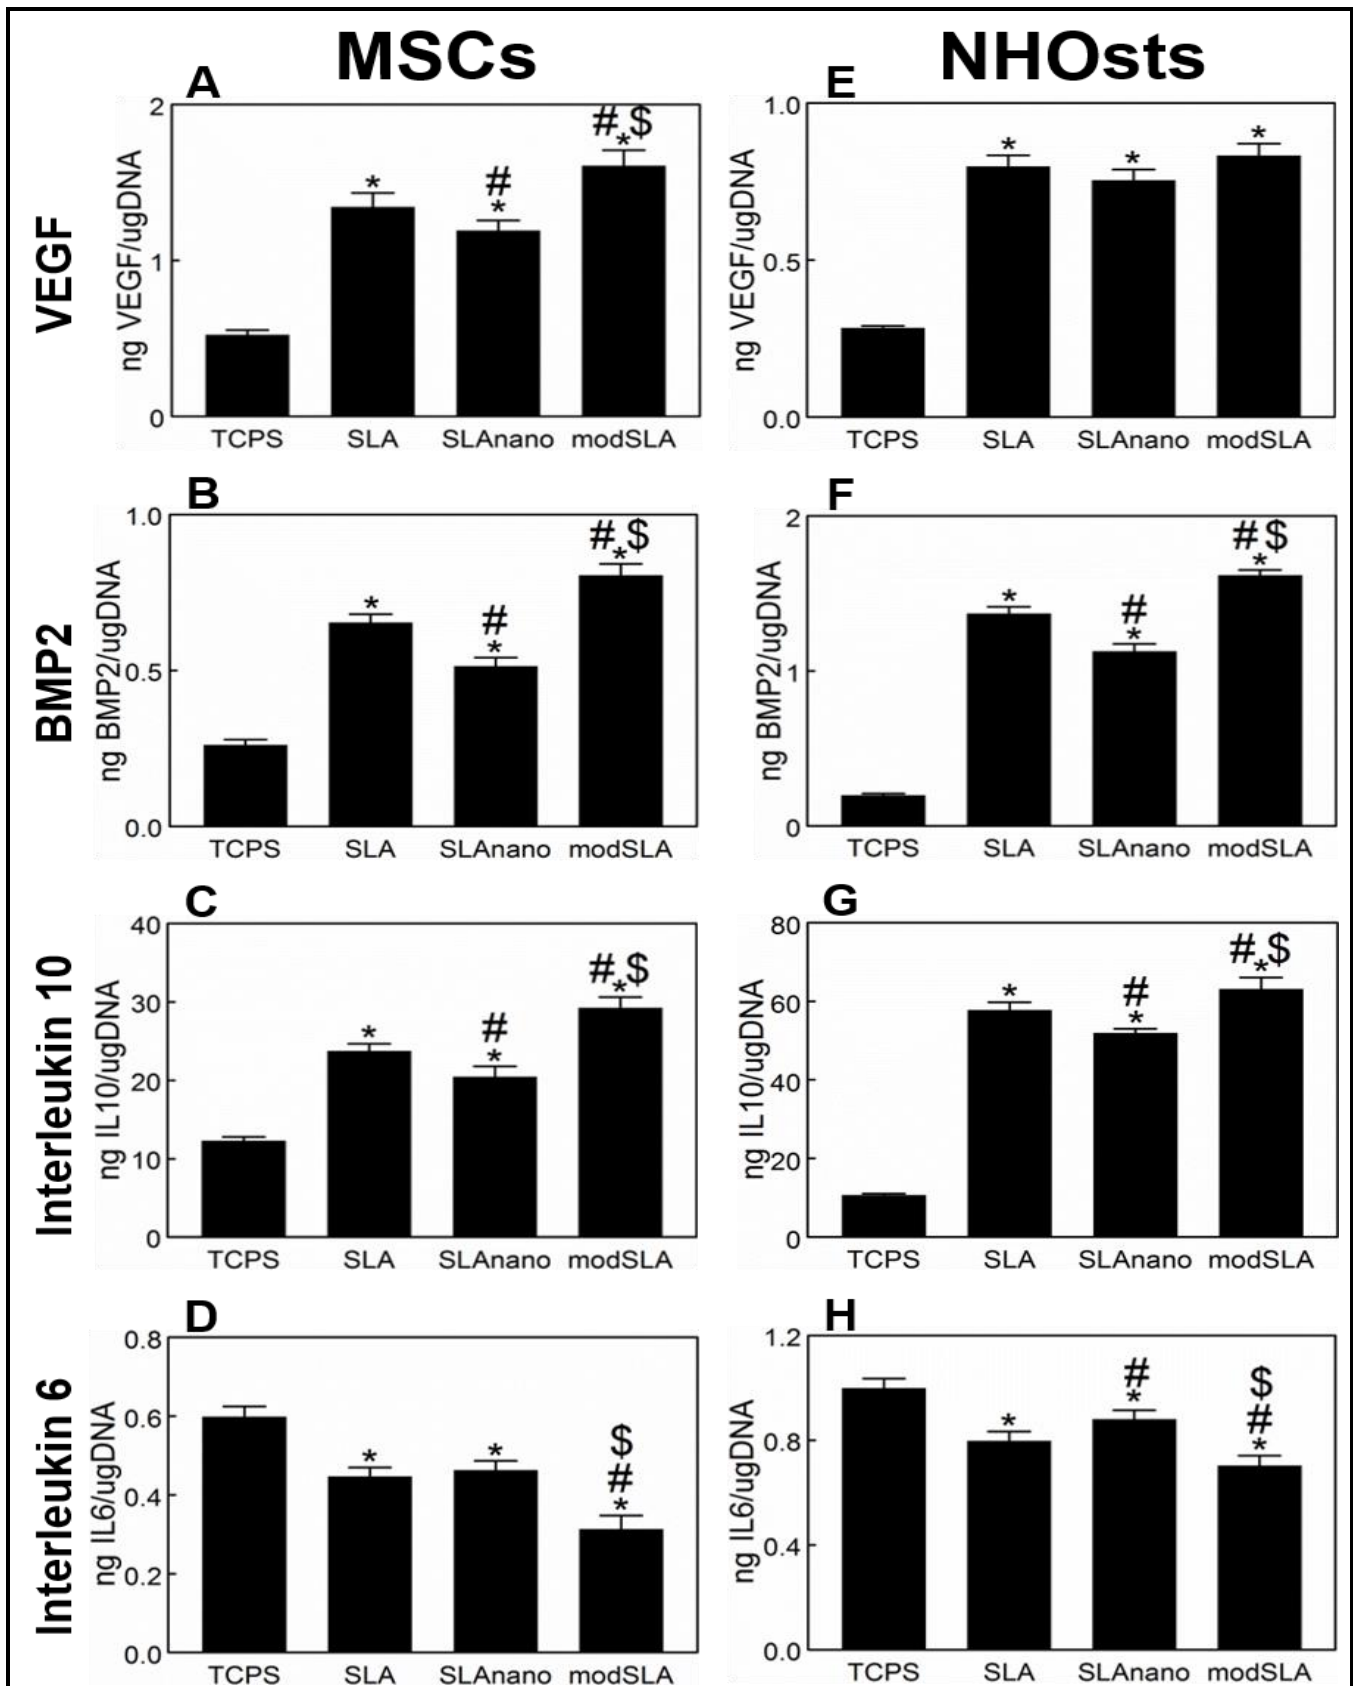 MSCs
NHOsts
VEGF
A
ng VEGF/ugDNA
2
1
0
*
#
*
# $
*
TCPS SLA SLAnano modSLA
E
ng VEGF/ugDNA
1.0
0.5
0.0
*
*
*
TCPS SLA SLAnano modSLA
BMP2
B
ng BMP2/ugDNA
1.0
0.5
0.0
*
#
*
# $
*
TCPS SLA SLAnano modSLA
F
ng BMP2/ugDNA
2
1
0
*
#
*
# $
*
TCPS SLA SLAnano modSLA
Interleukin 10
C
ng IL10/ugDNA
40
30
20
10
0
*
#
*
# $
*
TCPS SLA SLAnano modSLA
G
ng IL10/ugDNA
80
60
40
20
0
*
#
*
# $
*
TCPS SLA SLAnano modSLA
Interleukin 6
D
ng IL6/ugDNA
0.8
0.6
0.4
0.2
0.0
*
*
$
#
*
TCPS SLA SLAnano modSLA
H
ng IL6/ugDNA
1.2
0.8
0.4
0.0
*
#
*
$
#
*
TCPS SLA SLAnano modSLA